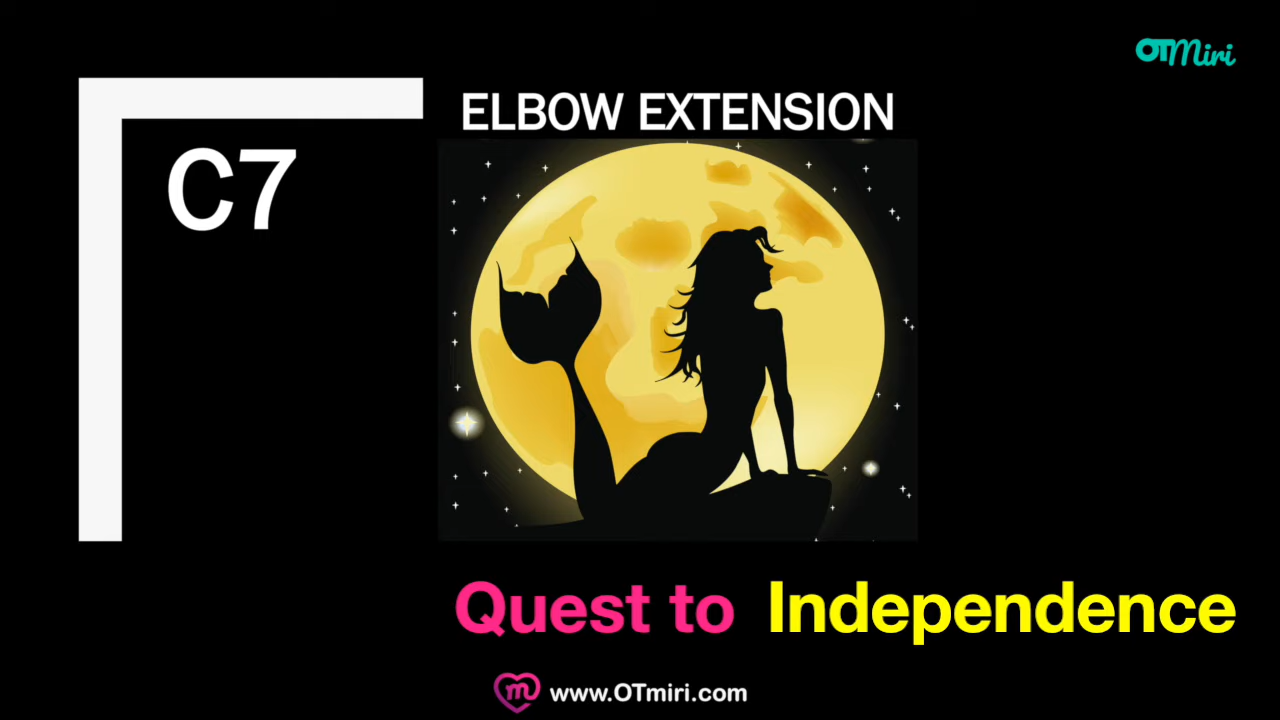 OTmiri
ELBOW EXTENSION
C7
Quest to Independence
m www.OTmiri.com